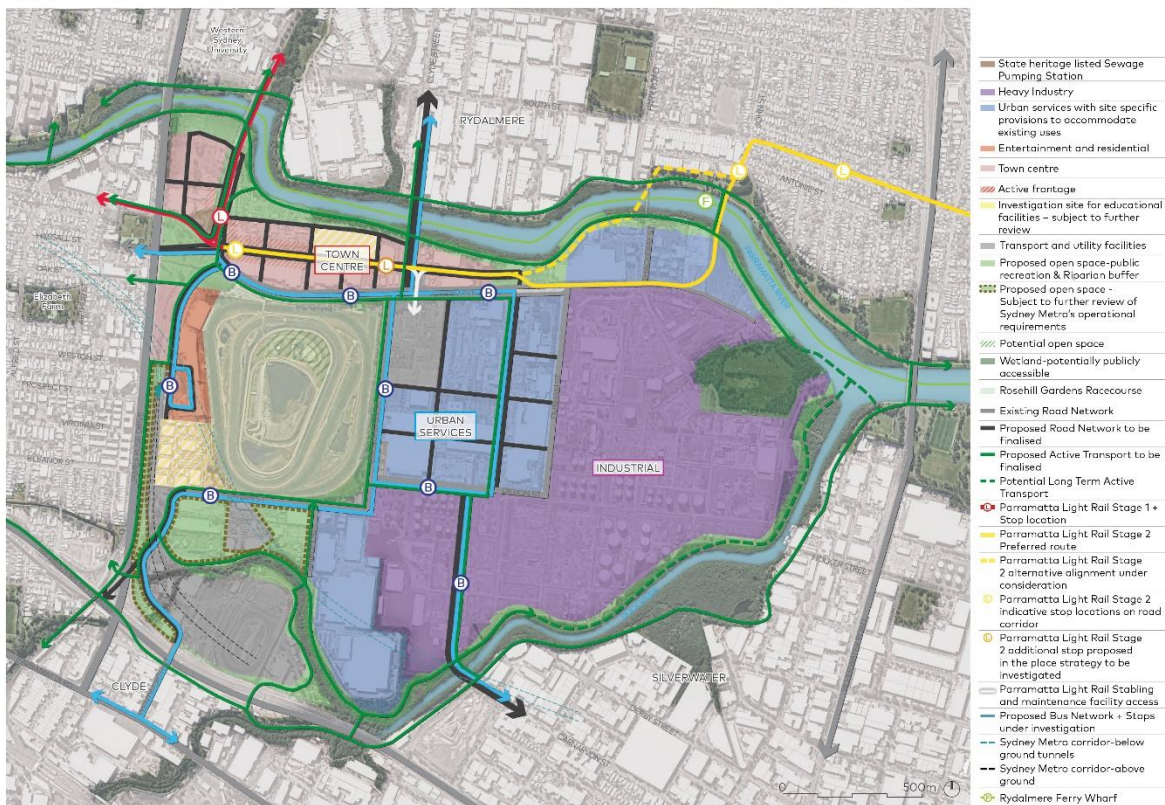 Western
Sydney
University
CLYDE STREET
SOUTH ST
RYDALMERE
ANTOINE ST
L
L
F
L
HASSALL ST
L
TOWN
CENTRE
L
PARRAMATTA RIVER
OAK ST
Elizabeth
Farm
B
B
B
WESTON ST
PROSPECT ST
B
B
VIRGINIA ST
URBAN
SERVICES
ELEANOR ST
INDUSTRIAL
B
B
B
HOLKER STREET
CLYDE
SILVERWATER
DERBY STREET
CARNARVON ST
0
500m
State heritage listed Sewage
Pumping Station
Heavy Industry
Urban services with site specific
provisions to accommodate
existing uses
Entertainment and residential
Town centre
Active frontage
Investigation site for educational
facilities – subject to further
review
Transport and utility facilities
Proposed open space-public
recreation & Riparian buffer
Proposed open space -
Subject to further review of
Sydney Metro's operational
requirements
Potential open space
Wetland-potentially publicly
accessible
Rosehill Gardens Racecourse
Existing Road Network
Proposed Road Network to be
finalised
Proposed Active Transport to be
finalised
Potential Long Term Active
Transport
L Parramatta Light Rail Stage 1 +
Stop location
Parramatta Light Rail Stage 2
Preferred route
Parramatta Light Rail Stage
2 alternative alignment under
consideration
L Parramatta Light Rail Stage 2
indicative stop locations on road
corridor
L Parramatta Light Rail Stage
2 additional stop proposed
in the place strategy to be
investigated
Parramatta Light Rail Stabling
and maintenance facility access
Proposed Bus Network + Stops
under investigation
Sydney Metro corridor-below
ground tunnels
Sydney Metro corridor-above
ground
F Rydalmere Ferry Wharf